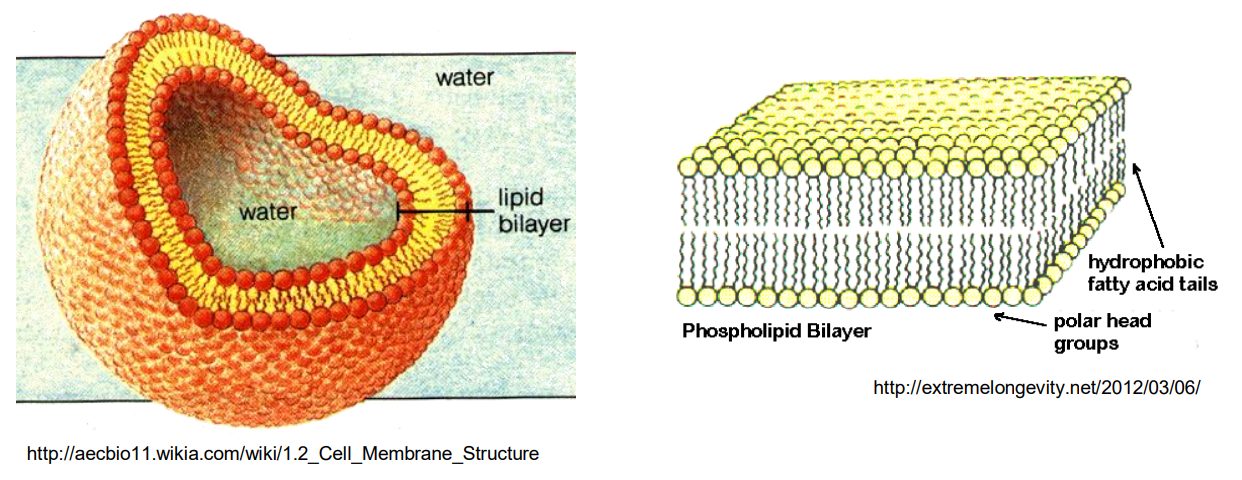 water
water
lipid
bilayer
http://aecbio11.wikia.com/wiki/1.2_Cell_Membrane_Structure
hydrophobic
fatty acid tails
polar head
groups
Phospholipid Bilayer
http://extremelongevity.net/2012/03/06/